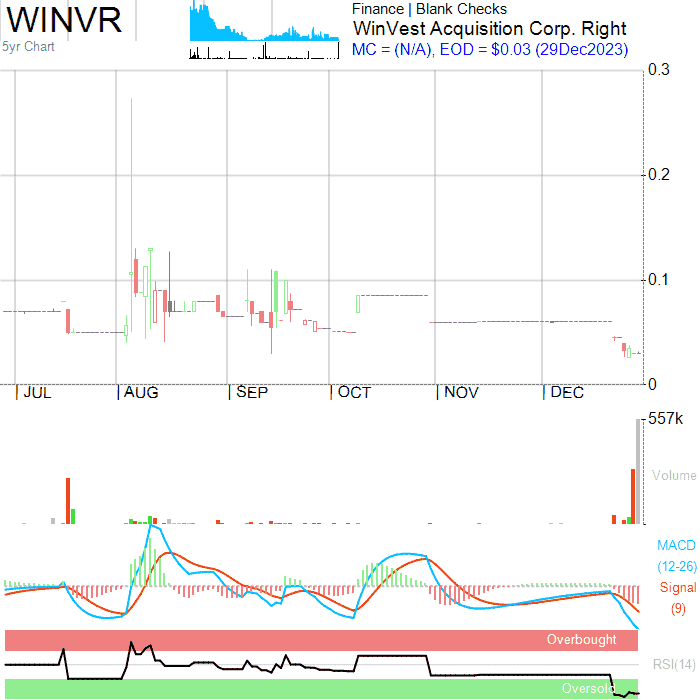 WINVR
5yr Chart
Finance | Blank Checks
WinVest Acquisition Corp. Right
MC = (N/A), EOD = $0.03 (29Dec2023)
0.3
0.2
0.1
0
JUL AUG SEP OCT NOV DEC
557k
Volume
MACD
(12-26)
Signal
(9)
Overbought
RSI(14)
Oversold